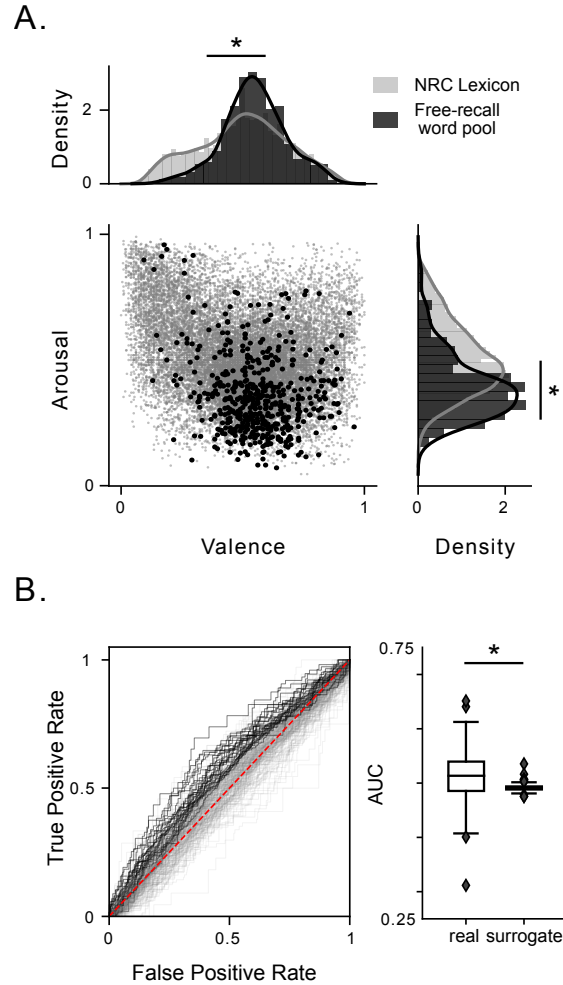 A.
*
NRC Lexicon
Free-recall
word pool
Density
2
0
Arousal
1
0
0
1
Valence
*
0
2
Density
B.
True Positive Rate
1
0.5
0
0
0.5
1
False Positive Rate
0.75
*
AUC
0.25
real surrogate